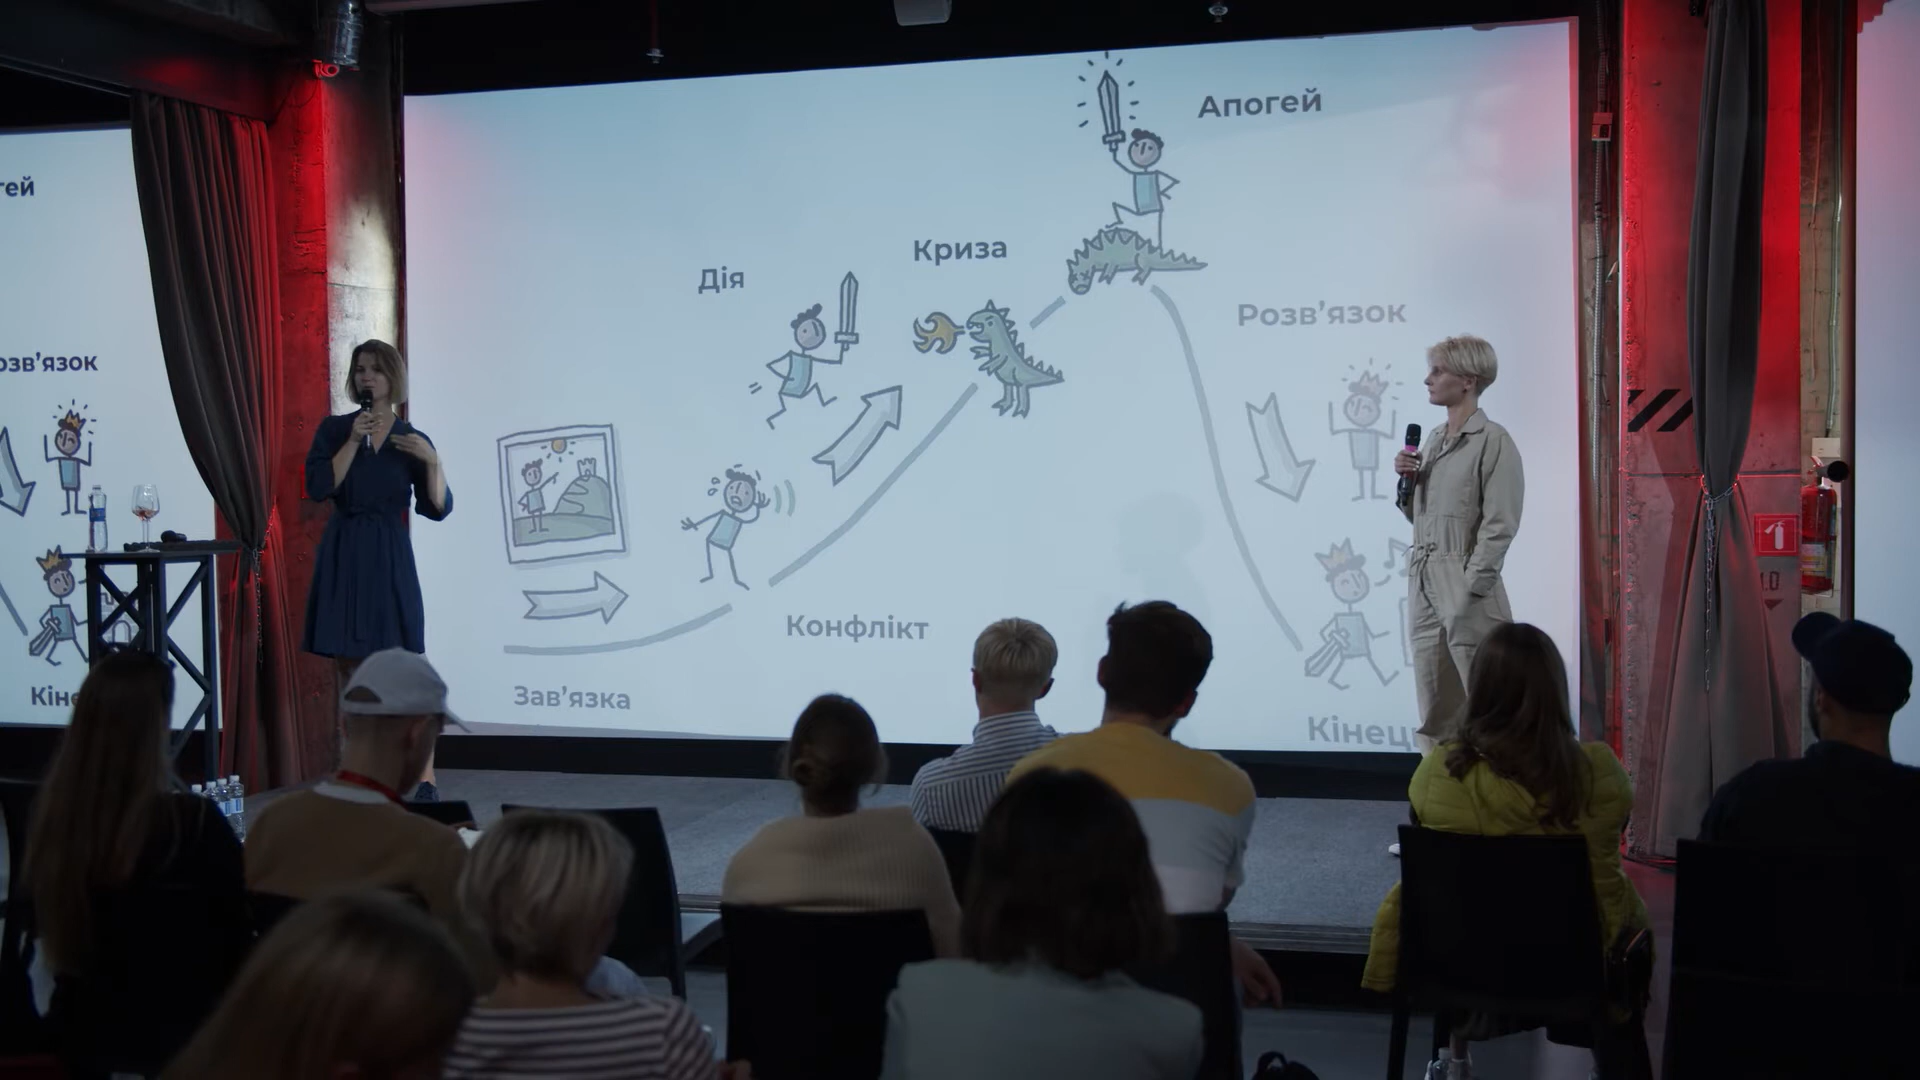 Апогей
Криза
Дія
Розв’язок
Конфлікт
Зав’язка
Кінець
гей
озв’язок
Кіне